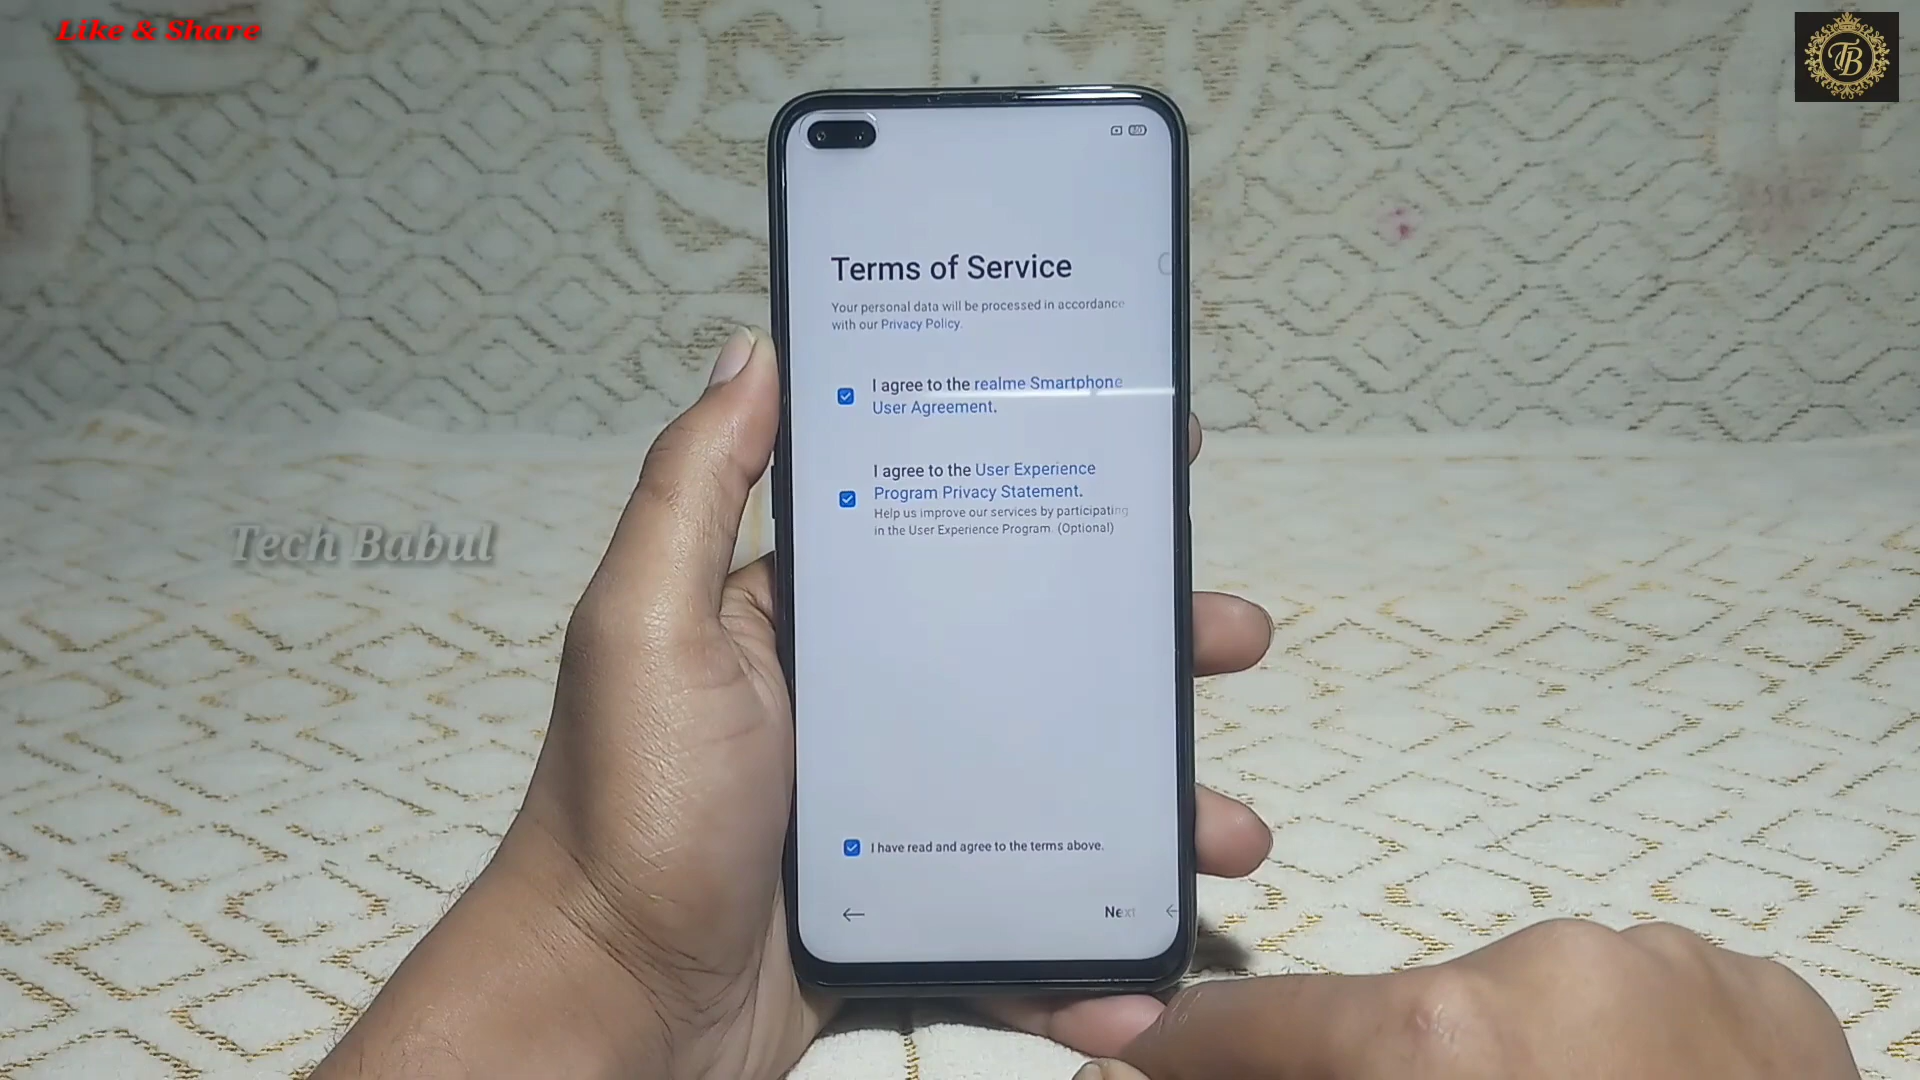 Like & Share
TB
Terms of Service
Your personal data will be processed in accordance
with our Privacy Policy.
I agree to the realme Smartphone
User Agreement.
I agree to the User Experience
Program Privacy Statement.
Help us improve our services by participating
in the User Experience Program. (Optional)
Tech Babul
I have read and agree to the terms above.
Next